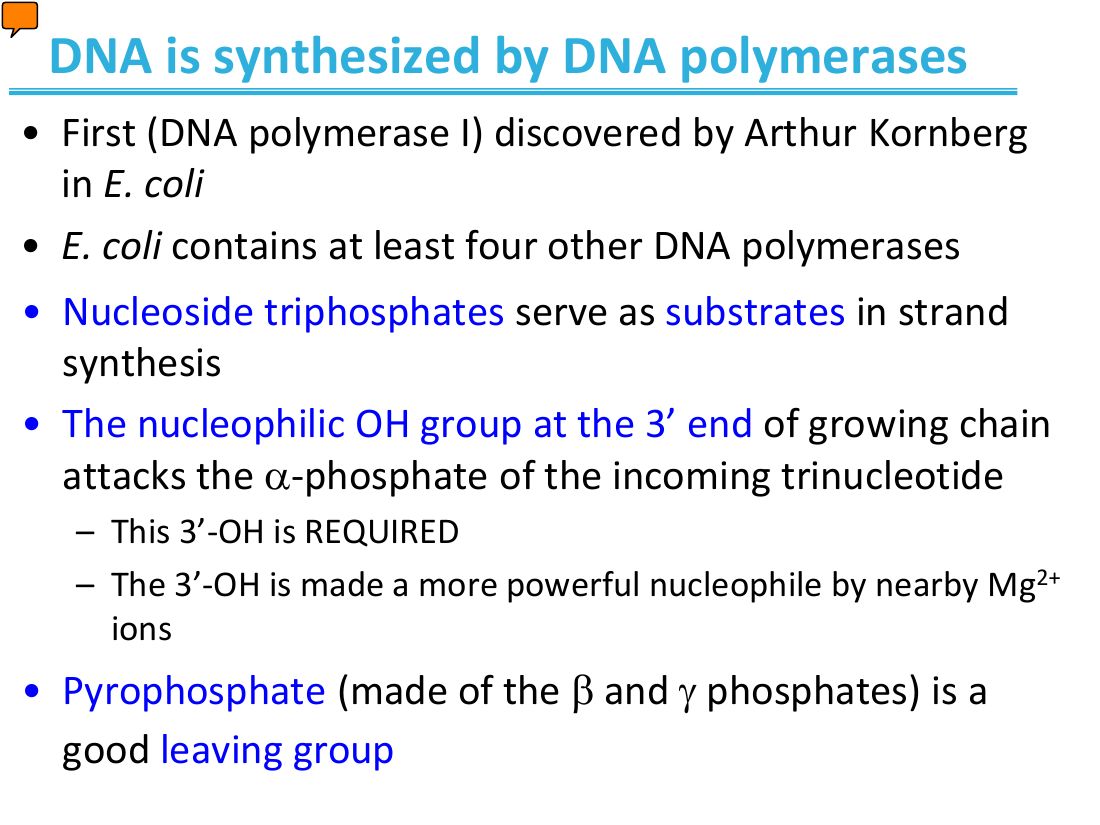 DNA is synthesized by DNA polymerases
• First (DNA polymerase I) discovered by Arthur Kornberg
in E. coli
• E. coli contains at least four other DNA polymerases
• Nucleoside triphosphates serve as substrates in strand
synthesis
• The nucleophilic OH group at the 3’ end of growing chain
attacks the α-phosphate of the incoming trinucleotide
– This 3’-OH is REQUIRED
– The 3’-OH is made a more powerful nucleophile by nearby Mg²⁺
ions
• Pyrophosphate (made of the β and γ phosphates) is a
good leaving group